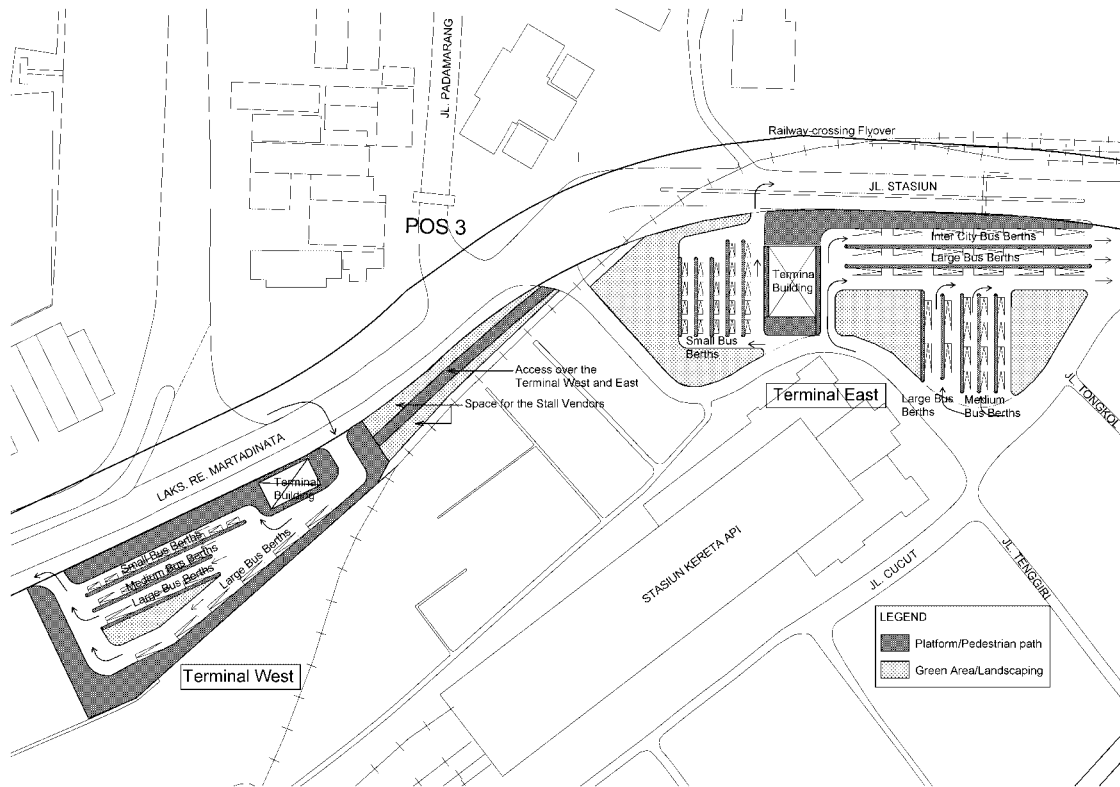 Railway-crossing Flyover
JL. PADAMARANG
JL. STASIUN
POS 3
Inter City Bus Berths
Large Bus Berths
Termina
Building
Small Bus
Berths
Access over the
Terminal West and East
Space for the Stall Vendors
Terminal East
Large Bus
Berths
Medium
Bus Berths
JL. TONGKOL
LAKS. RE. MARTADINATA
Terminal
Building
Small Bus Berths
Medium Bus Berths
Large Bus Berths
Large Bus Berths
STASIUN KERETA API
JL. CUCUT
JL. TENGGIRI
Terminal West
LEGEND
Platform/Pedestrian path
Green Area/Landscaping